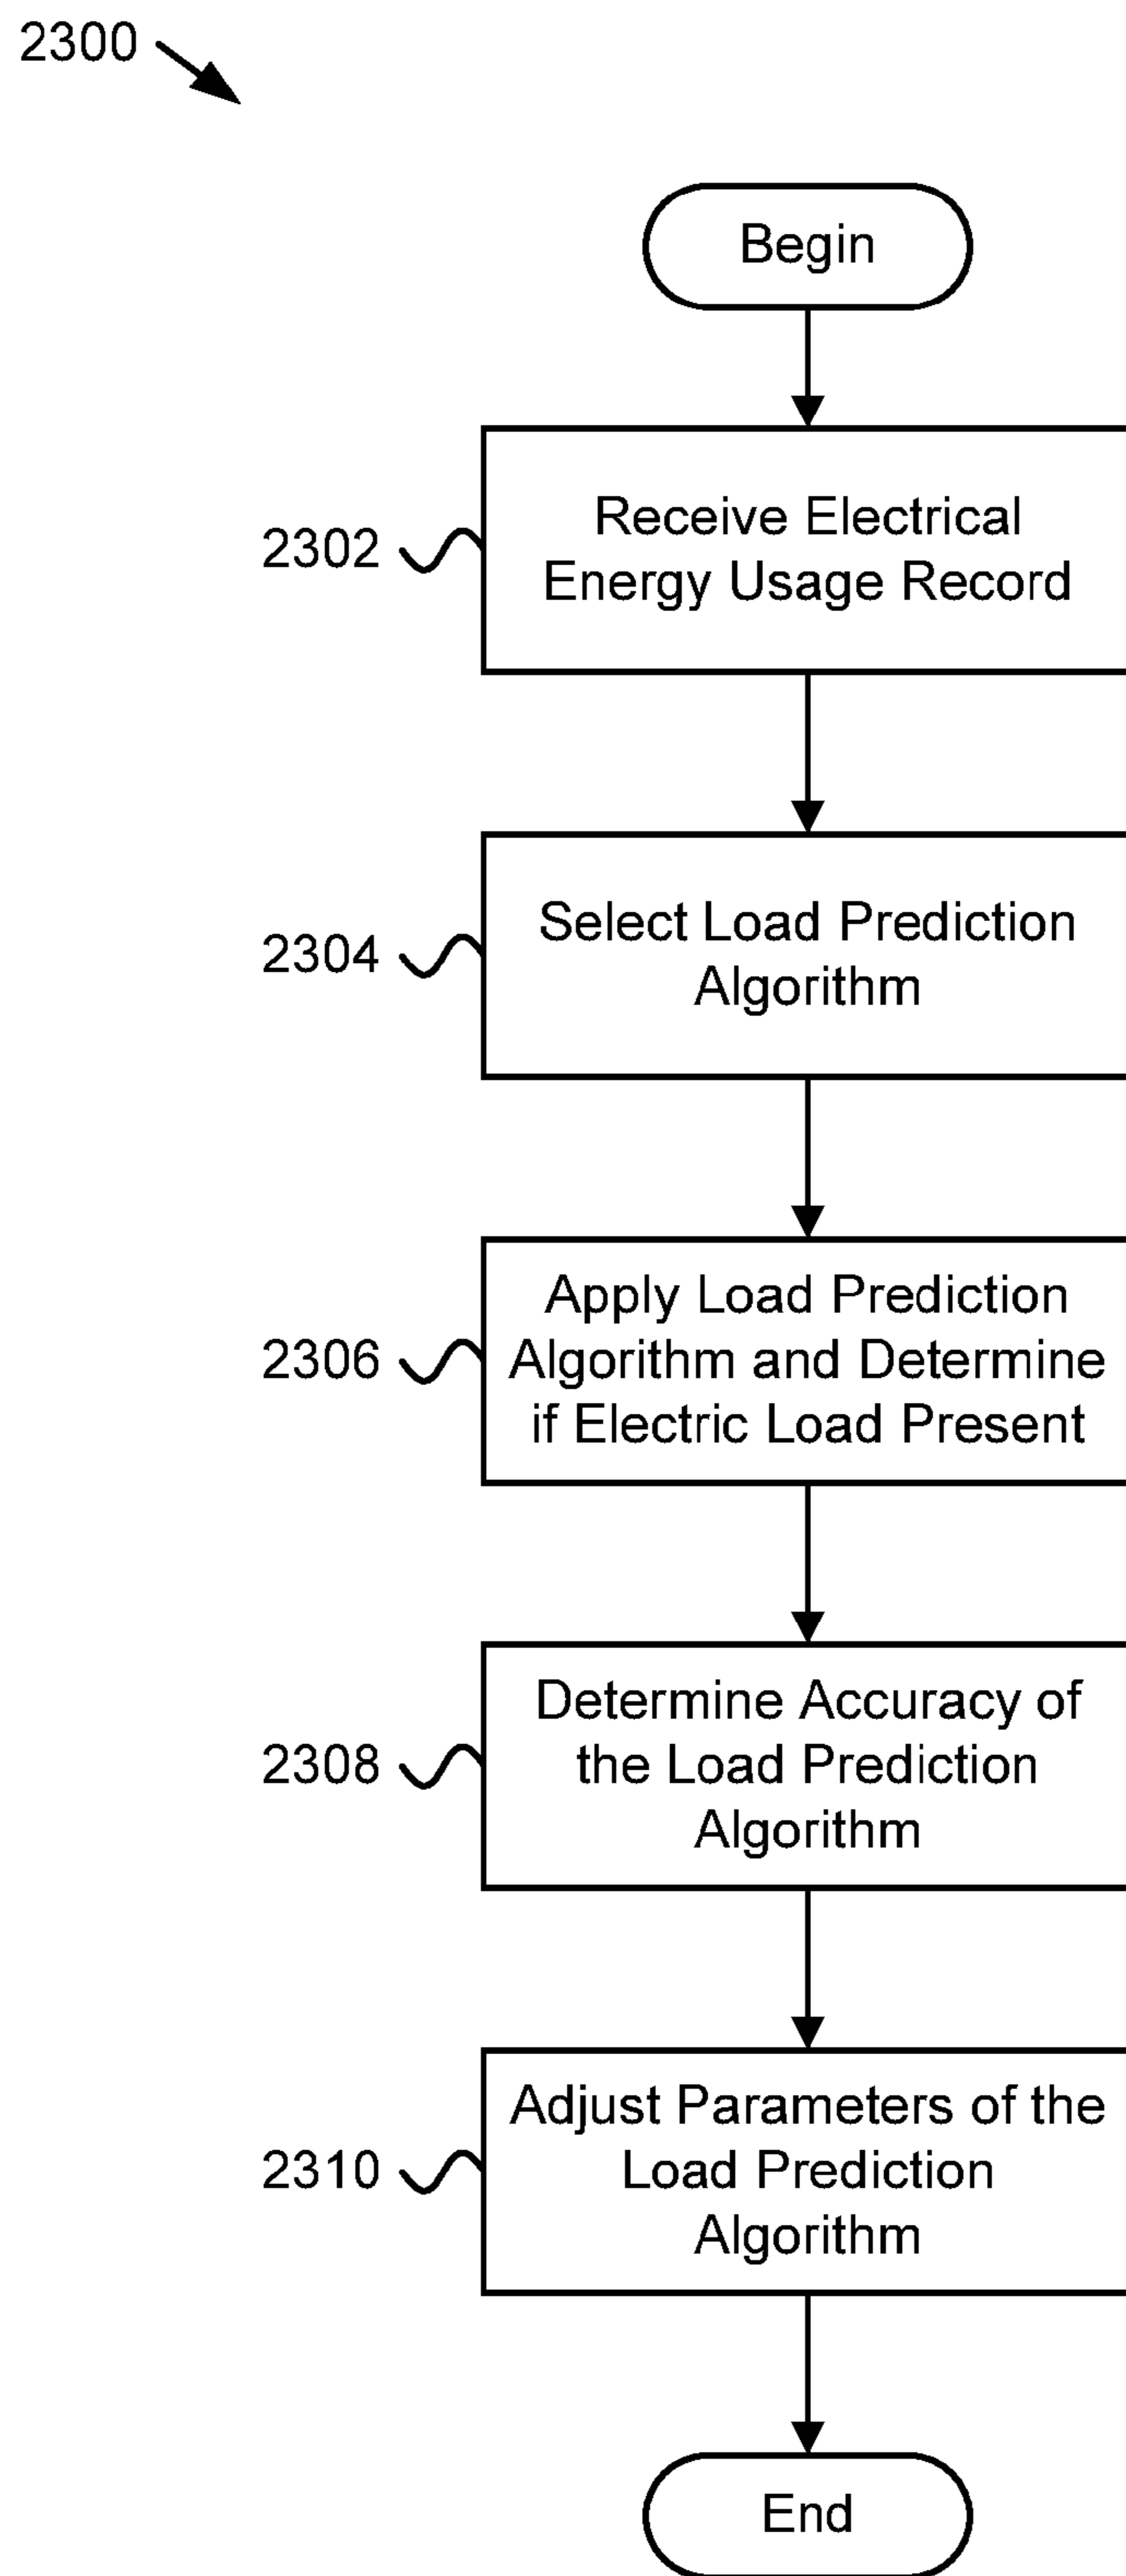 2300
Begin
2302
Receive Electrical
Energy Usage Record
2304
Select Load Prediction
Algorithm
2306
Apply Load Prediction
Algorithm and Determine
if Electric Load Present
2308
Determine Accuracy of
the Load Prediction
Algorithm
2310
Adjust Parameters of the
Load Prediction
Algorithm
End